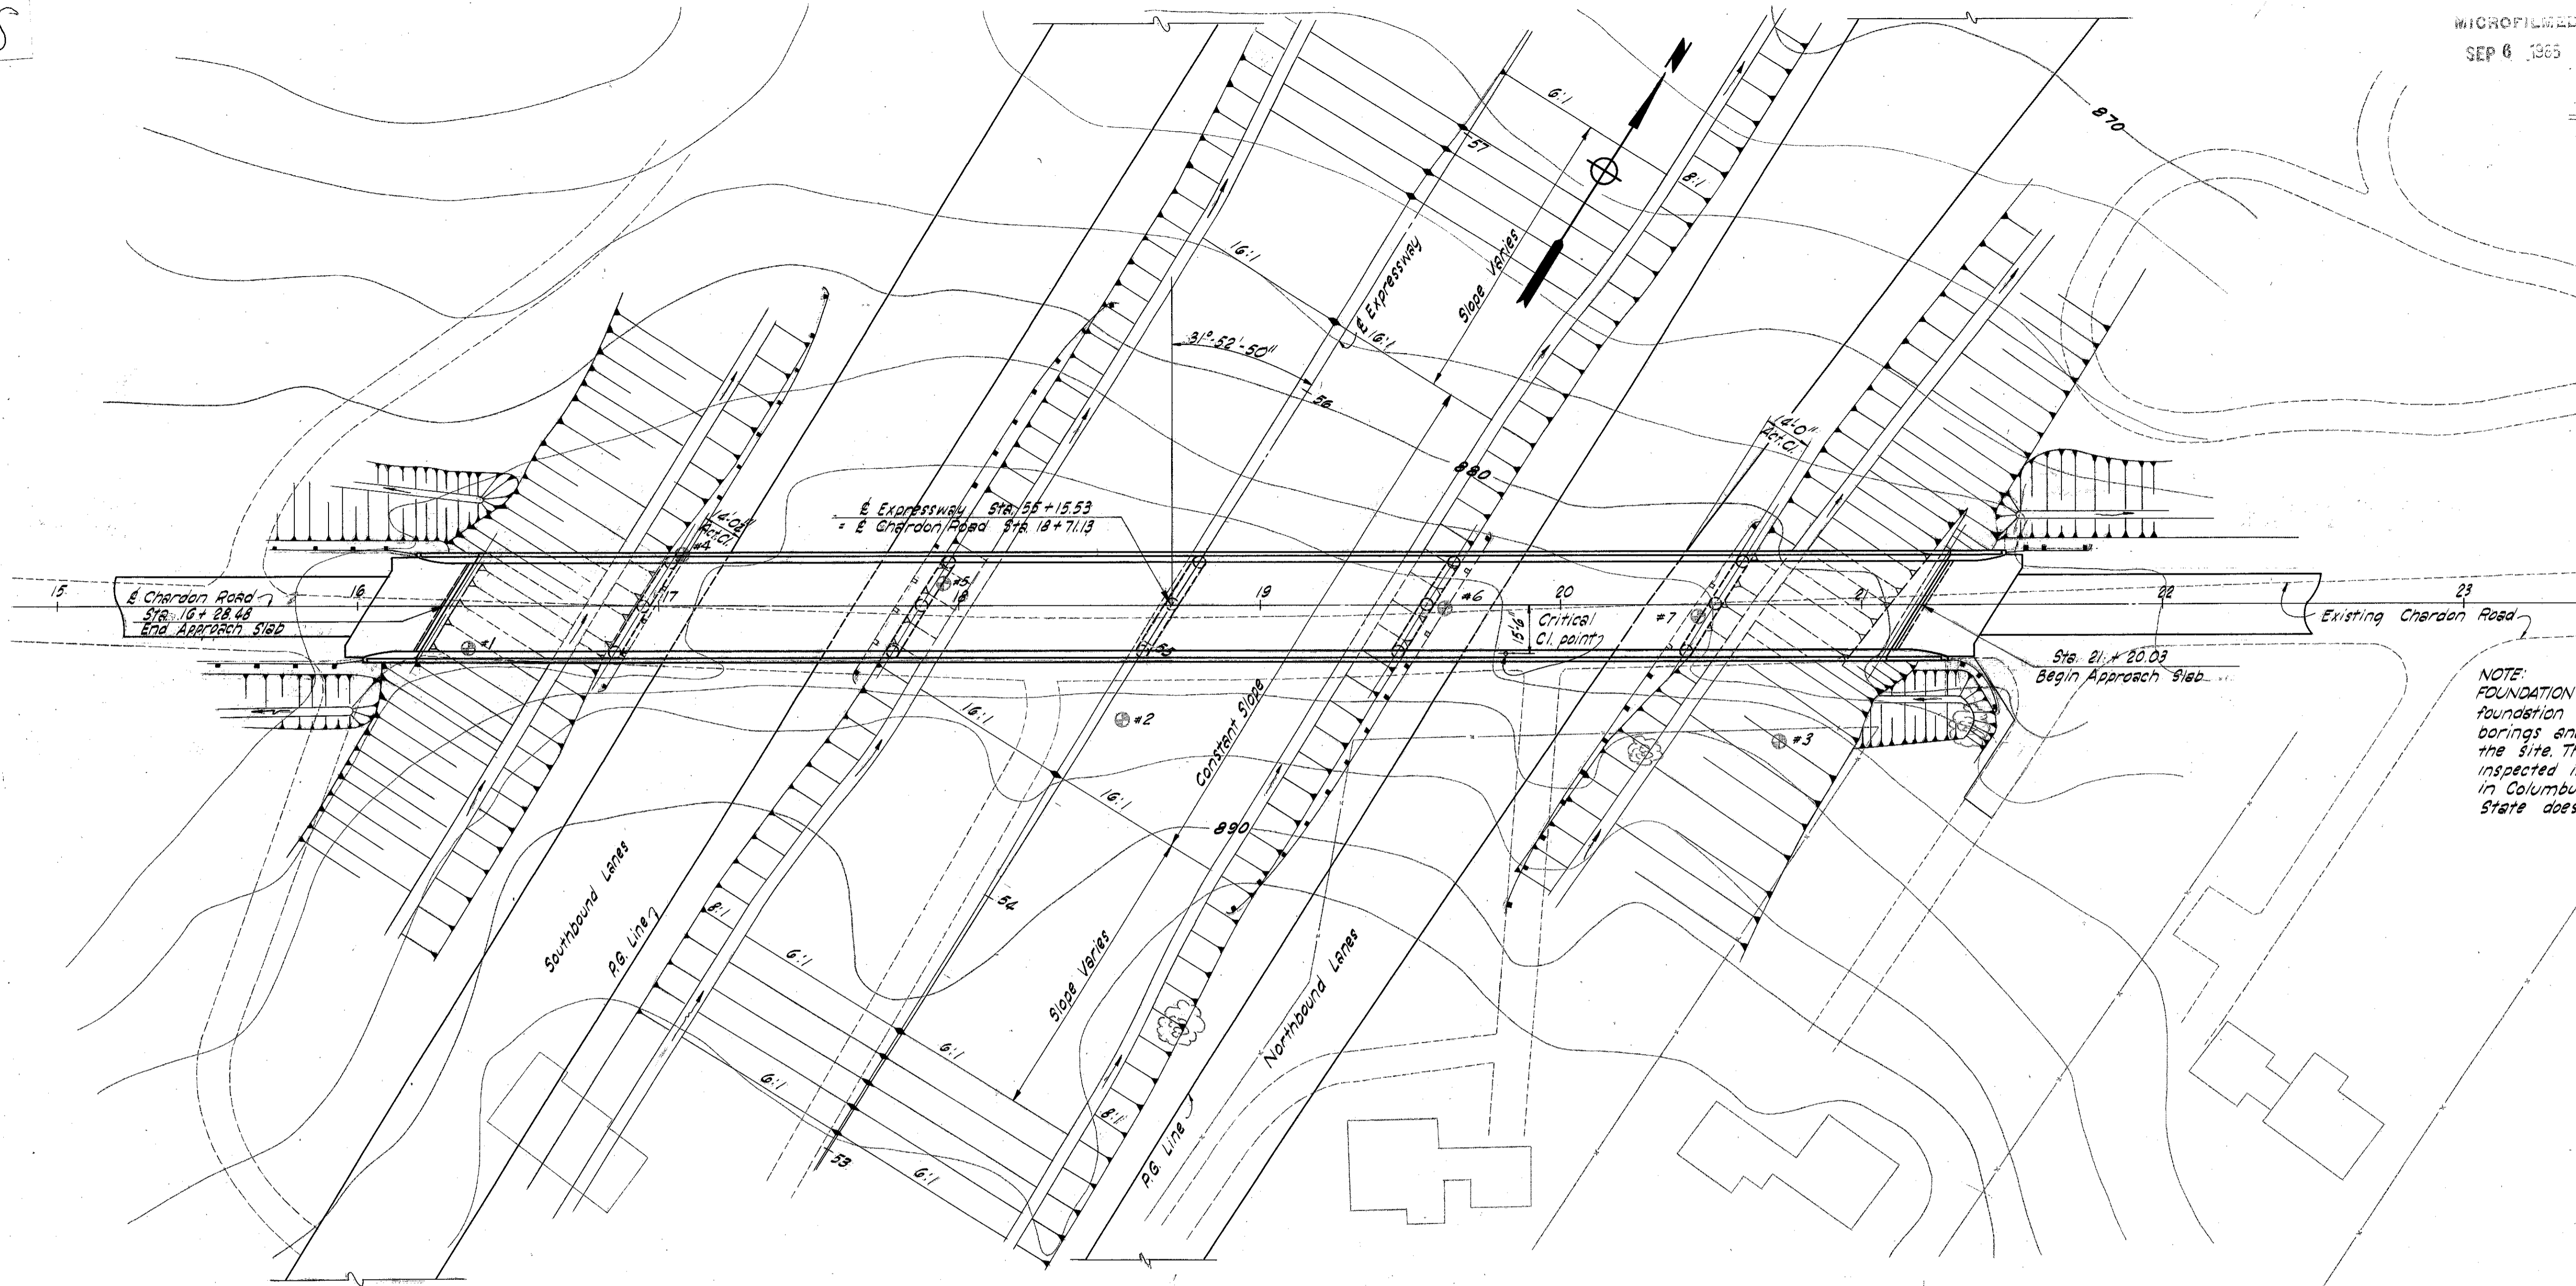 MICROFILMED
SEP 6 1985
N
870
6:1
57
8:1
16:1
Slope Varies
℄ Expressway
16:1
31°-52'-50"
56
14'-0"
Act. Cl.
880
℄ Expressway Sta. 55+15.53
= ℄ Chardon Road Sta. 18+71.13
14'-0"
Act. Cl.
#4
#5
15
16
17
18
19
20
21
22
23
℄ Chardon Road
Sta. 16+28.48
End Approach Slab
#1
#6
15'-6"
Critical
Cl. point
#7
Existing Chardon Road
55
Sta. 21+20.03
Begin Approach Slab
NOTE:
FOUNDATION
foundation
borings an
the site. Th
inspected i
in Columbu
State does
#2
#3
16:1
Constant Slope
16:1
890
54
Southbound Lanes
P.G. Line
8:1
6:1
Slope Varies
Northbound Lanes
6:1
6:1
8:1
P.G. Line
53
6:1